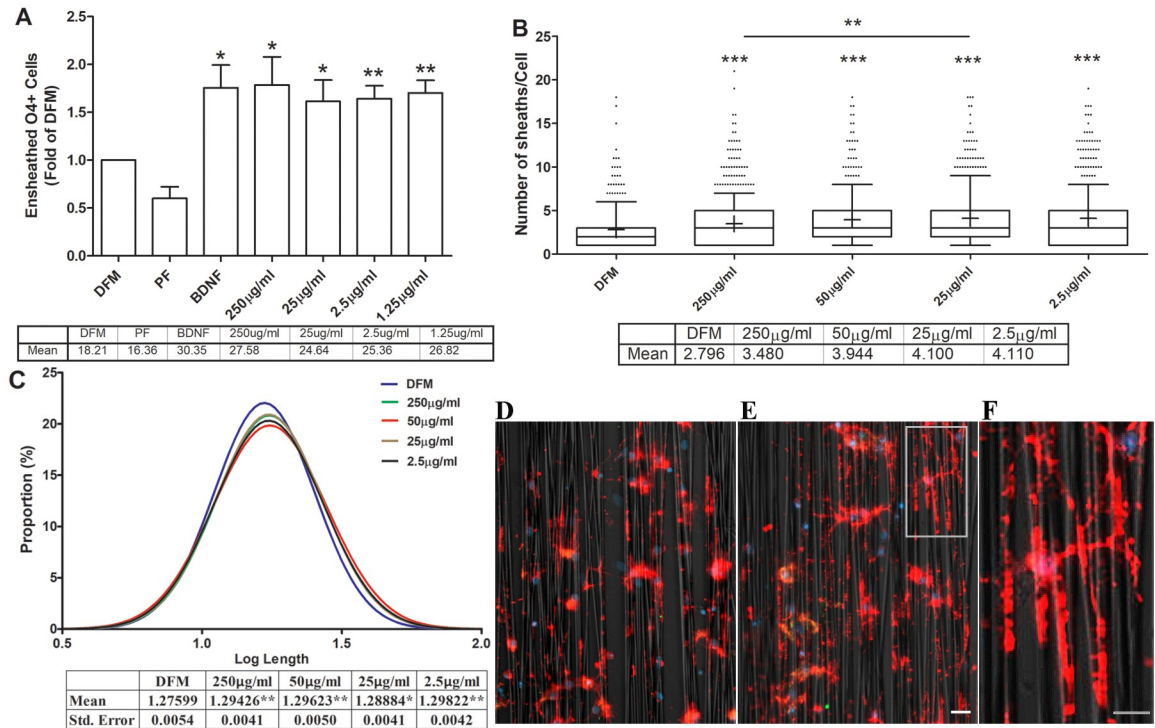 A
Ensheathed O4+ Cells
(Fold of DFM)
2.5
2.0
1.5
1.0
0.5
0.0
* * * ** **
DFM PF BDNF 250µg/ml 25µg/ml 2.5µg/ml 1.25µg/ml
DFM PF BDNF 250ug/ml 25ug/ml 2.5ug/ml 1.25ug/ml
Mean 18.21 16.36 30.35 27.58 24.64 25.36 26.82
B
Number of sheaths/Cell
25
20
15
10
5
0
**
*** *** *** ***
DFM 250µg/ml 50µg/ml 25µg/ml 2.5µg/ml
DFM 250µg/ml 50µg/ml 25µg/ml 2.5µg/ml
Mean 2.796 3.480 3.944 4.100 4.110
C
Proportion (%)
25
20
15
10
5
0
0.5 1.0 1.5 2.0
Log Length
DFM
250µg/ml
50µg/ml
25µg/ml
2.5µg/ml
DFM 250µg/ml 50µg/ml 25µg/ml 2.5µg/ml
Mean 1.27599 1.29426** 1.29623** 1.28884* 1.29822**
Std. Error 0.0054 0.0041 0.0050 0.0041 0.0042
D
E
F